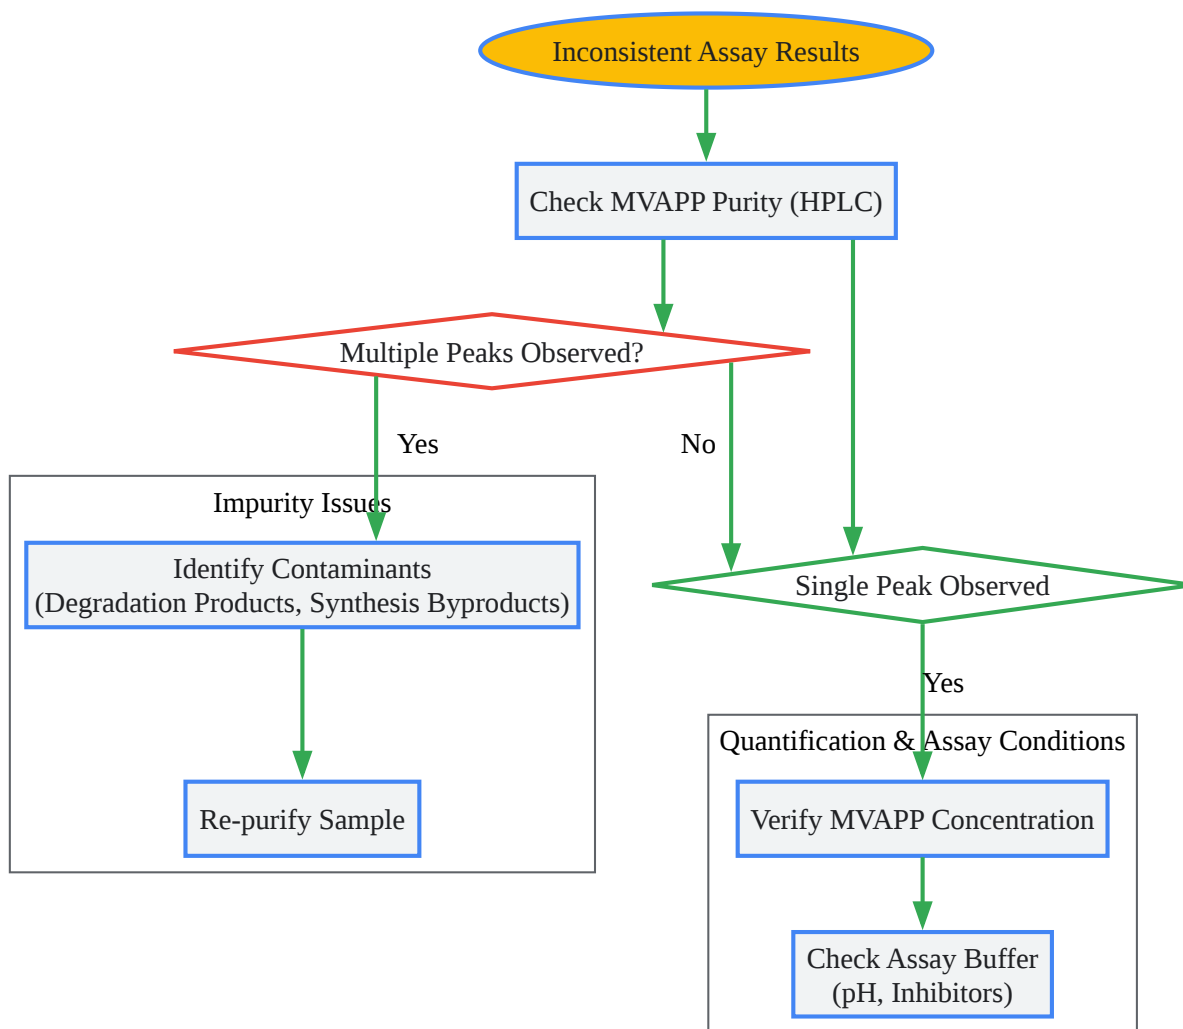 Inconsistent Assay Results
Check MVAPP Purity (HPLC)
Multiple Peaks Observed?
Yes
No
Impurity Issues
Identify Contaminants
(Degradation Products, Synthesis Byproducts)
Single Peak Observed
Yes
Quantification & Assay Conditions
Re-purify Sample
Verify MVAPP Concentration
Check Assay Buffer
(pH, Inhibitors)